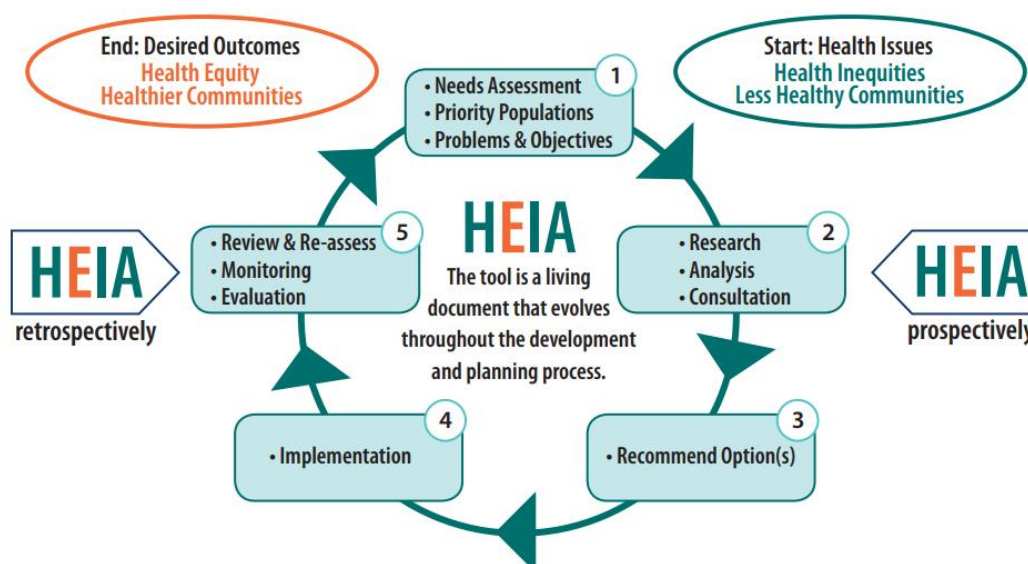 End: Desired Outcomes
Health Equity
Healthier Communities
Start: Health Issues
Health Inequities
Less Healthy Communities
1
• Needs Assessment
• Priority Populations
• Problems & Objectives
2
• Research
• Analysis
• Consultation
3
• Recommend Option(s)
4
• Implementation
5
• Review & Re-assess
• Monitoring
• Evaluation
HEIA
The tool is a living
document that evolves
throughout the development
and planning process.
HEIA
retrospectively
HEIA
prospectively